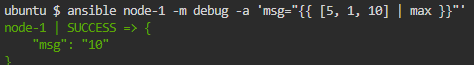 ubuntu $ ansible node-1 -m debug -a 'msg="{{ [5, 1, 10] | max }}"'
node-1 | SUCCESS => {
    "msg": "10"
}